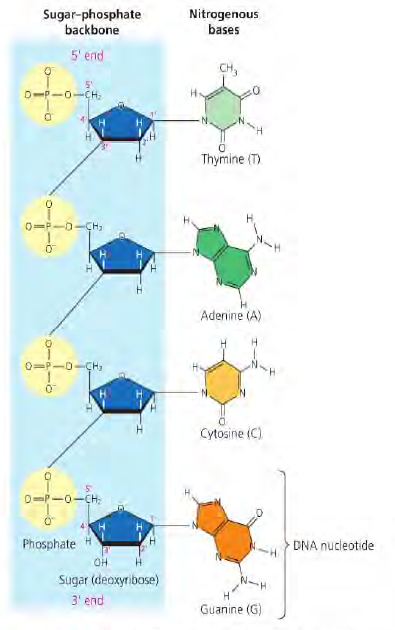 Sugar–phosphate
backbone
Nitrogenous
bases
5' end
O⁻
O=P—O—CH₂
O⁻
5'
O
4'
1'
H H H H
3' 2'
H
CH₃
H
O
N N
H
O
Thymine (T)
O
O=P—O—CH₂
O⁻
O
H H H H
H
H
N
N
H
N
H
N
N
N
H
Adenine (A)
O
O=P—O—CH₂
O⁻
O
H H H H
H
H
H
H
N
H
N N
O
Cytosine (C)
O
O=P—O—CH₂
O⁻
5'
O
4'
1'
H H H H
3' 2'
OH H
Phosphate
Sugar (deoxyribose)
3' end
H
N
N
O
N—H
N
N—H
H
Guanine (G)
DNA nucleotide